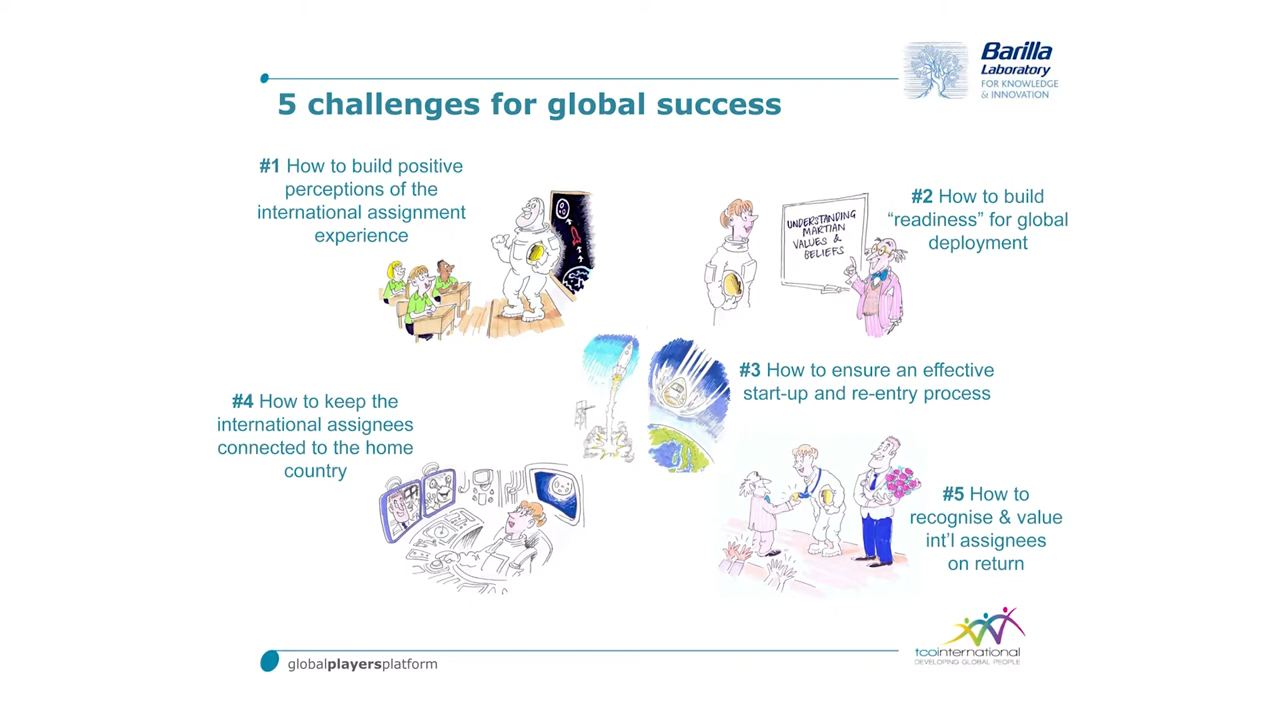 Barilla
Laboratory
FOR KNOWLEDGE
& INNOVATION
5 challenges for global success
#1 How to build positive
perceptions of the
international assignment
experience
#2 How to build
“readiness” for global
deployment
UNDERSTANDING
MARTIAN
VALUES &
BELIEFS
#3 How to ensure an effective
start-up and re-entry process
#4 How to keep the
international assignees
connected to the home
country
#5 How to
recognise & value
int’l assignees
on return
globalplayersplatform
tcointernational
DEVELOPING GLOBAL PEOPLE